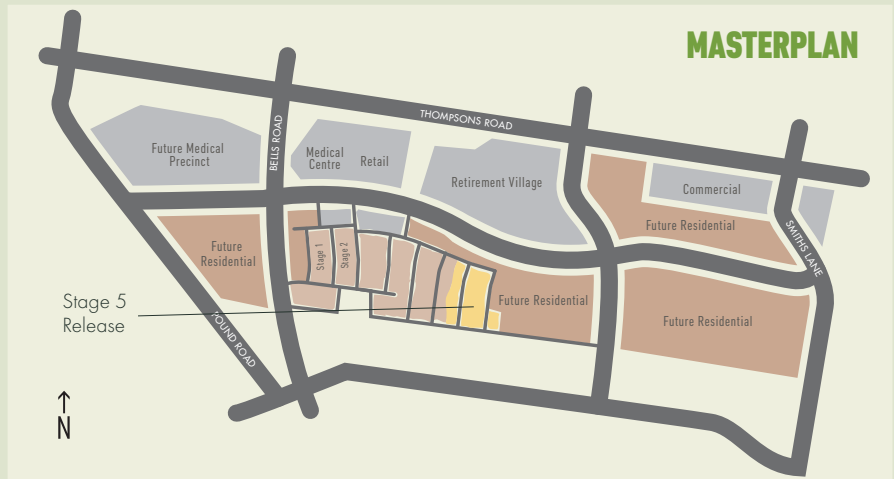 MASTERPLAN
THOMPSONS ROAD
BELLS ROAD
Future Medical
Precinct
Medical
Centre
Retail
Retirement Village
Commercial
Future Residential
SMITHS LANE
Future
Residential
Stage 1
Stage 2
Stage 5
Release
Future Residential
Future Residential
POUND ROAD
N